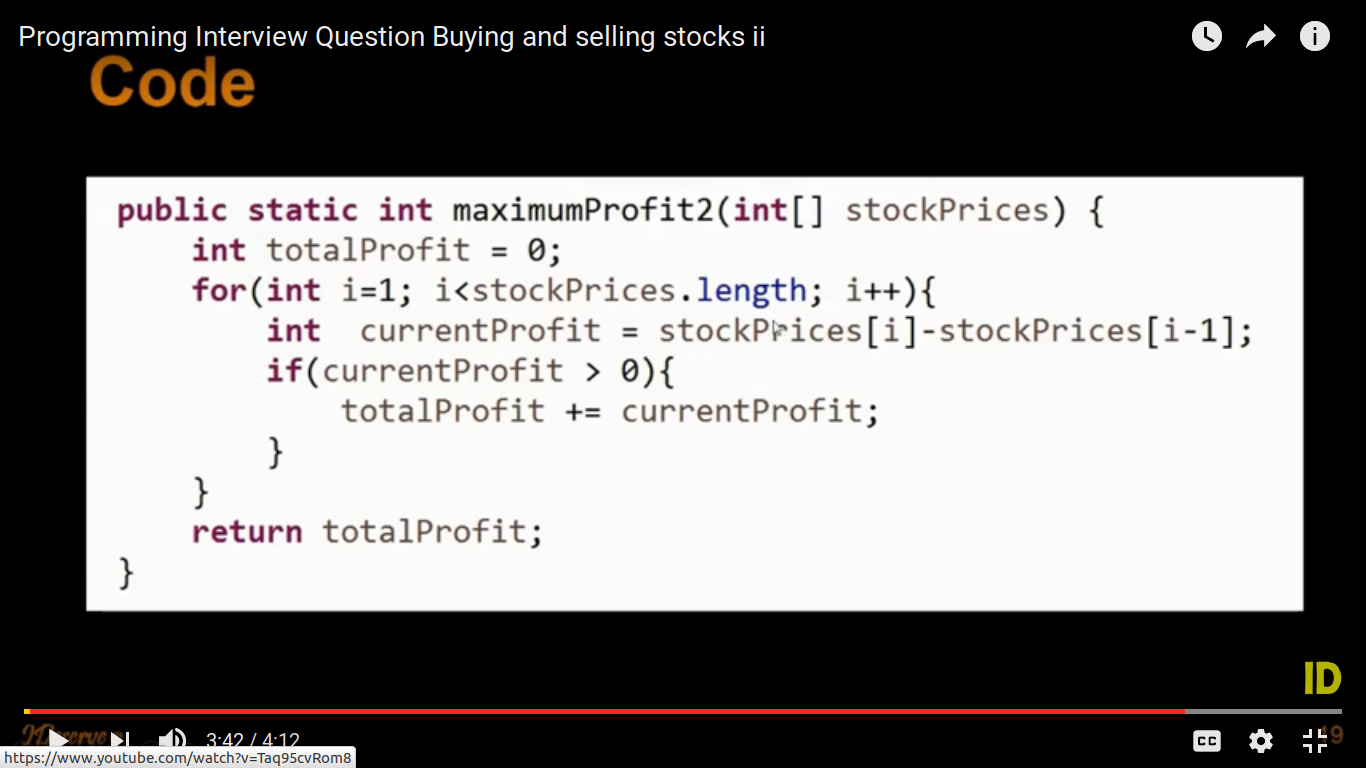 Programming Interview Question Buying and selling stocks ii
Code
public static int maximumProfit2(int[] stockPrices) {
int totalProfit = 0;
for(int i=1; i<stockPrices.length; i++){
int  currentProfit = stockPrices[i]-stockPrices[i-1];
if(currentProfit > 0){
totalProfit += currentProfit;
}
}
return totalProfit;
}
ID
3:42 / 4:12
CC
19
https://www.youtube.com/watch?v=Taq95cvRom8